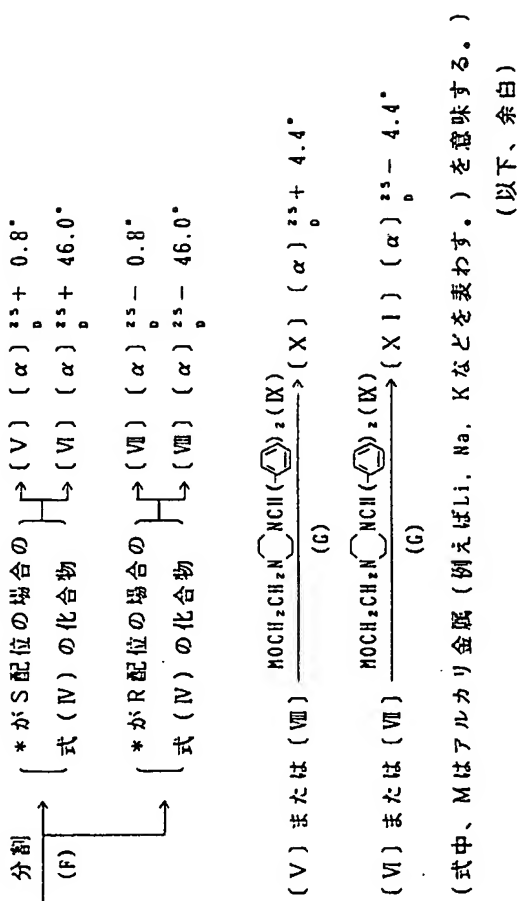 分割
(F)
*がS配位の場合の
式(Ⅳ)の化合物
(Ⅴ) (α)²⁵D + 0.8°
(Ⅵ) (α)²⁵D + 46.0°
*がR配位の場合の
式(Ⅳ)の化合物
(Ⅶ) (α)²⁵D - 0.8°
(Ⅷ) (α)²⁵D - 46.0°
(Ⅴ)または(Ⅷ) MOCH₂CH₂N NCH( )₂(Ⅸ) (G) (X) (α)²⁵D + 4.4°
(Ⅵ)または(Ⅶ) MOCH₂CH₂N NCH( )₂(Ⅸ) (G) (XI) (α)²⁵D - 4.4°
(式中、Mはアルカリ金属(例えばLi, Na, Kなどを表わす。)を意味する。)
(以下、余白)